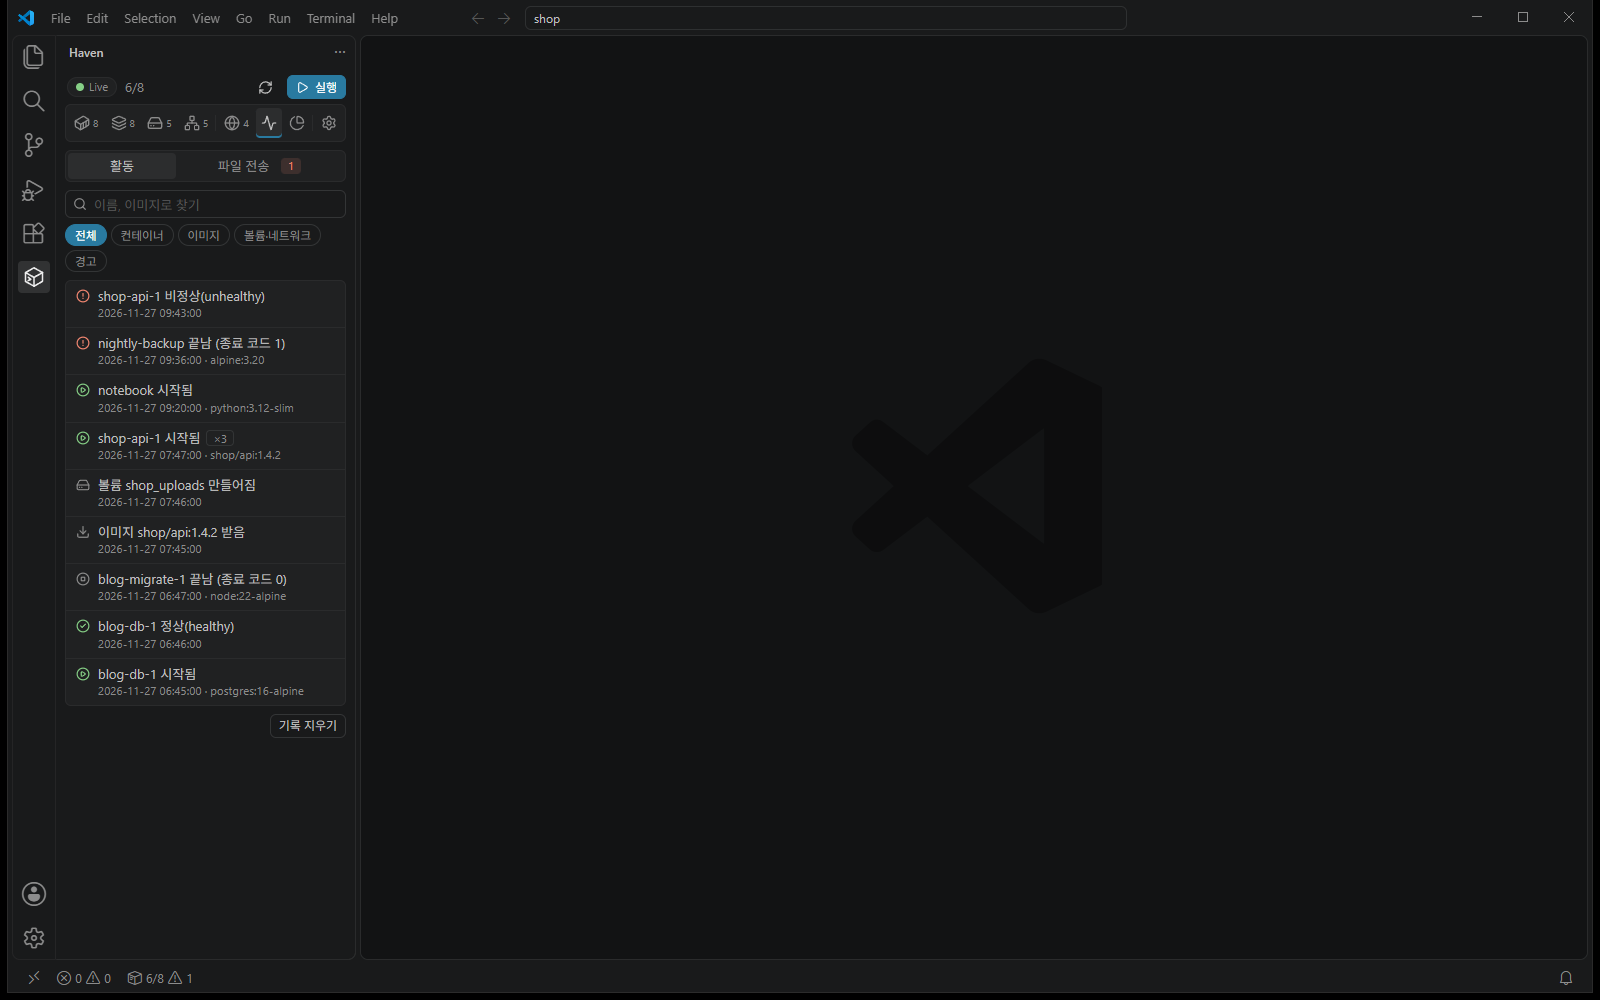 File Edit Selection View Go Run Terminal Help
shop
Haven
Live 6/8 실행
8 8 5 5 4
활동 파일 전송 1
이름, 이미지로 찾기
전체 컨테이너 이미지 볼륨·네트워크
경고
shop-api-1 비정상(unhealthy)
2026-11-27 09:43:00
nightly-backup 끝남 (종료 코드 1)
2026-11-27 09:36:00 · alpine:3.20
notebook 시작됨
2026-11-27 09:20:00 · python:3.12-slim
shop-api-1 시작됨 ×3
2026-11-27 07:47:00 · shop/api:1.4.2
볼륨 shop_uploads 만들어짐
2026-11-27 07:46:00
이미지 shop/api:1.4.2 받음
2026-11-27 07:45:00
blog-migrate-1 끝남 (종료 코드 0)
2026-11-27 06:47:00 · node:22-alpine
blog-db-1 정상(healthy)
2026-11-27 06:46:00
blog-db-1 시작됨
2026-11-27 06:45:00 · postgres:16-alpine
기록 지우기
0 0 6/8 1